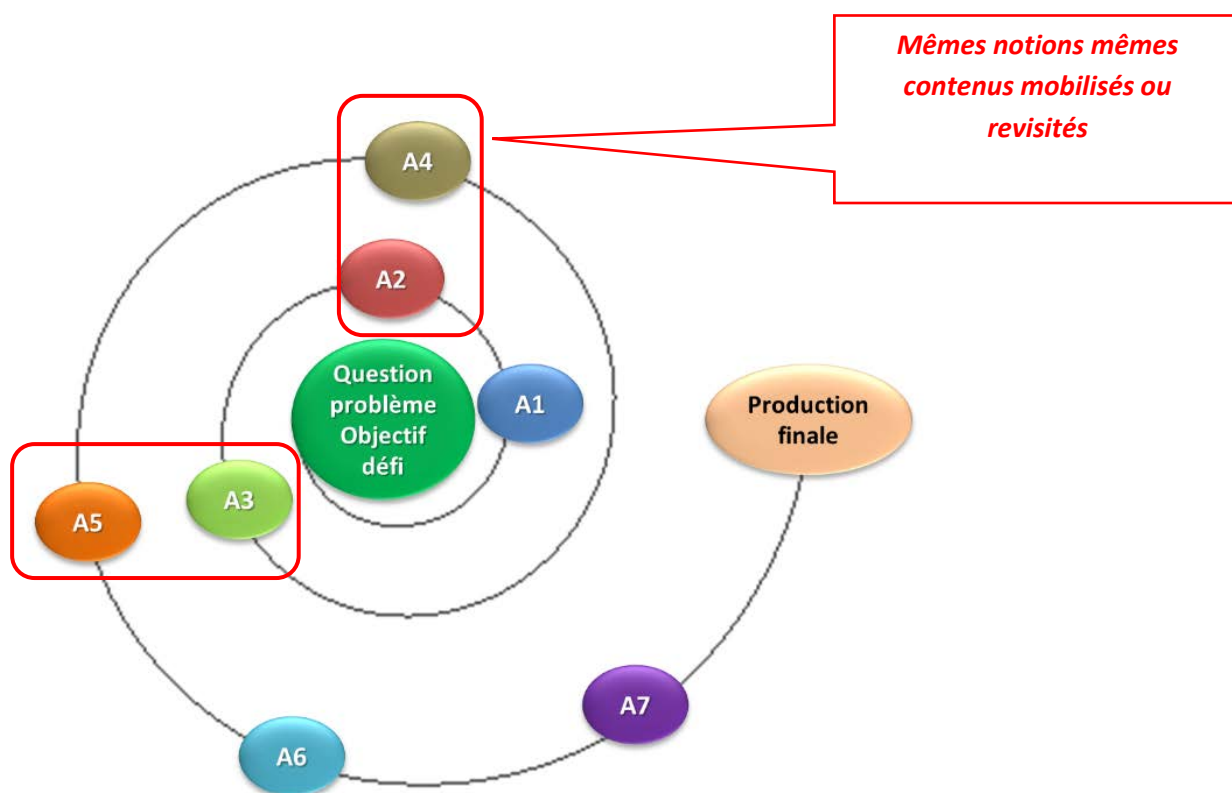 Mêmes notions mêmes
contenus mobilisés ou
revisités
A4
A2
Question
problème
Objectif
défi
A1
Production
finale
A3
A5
A7
A6